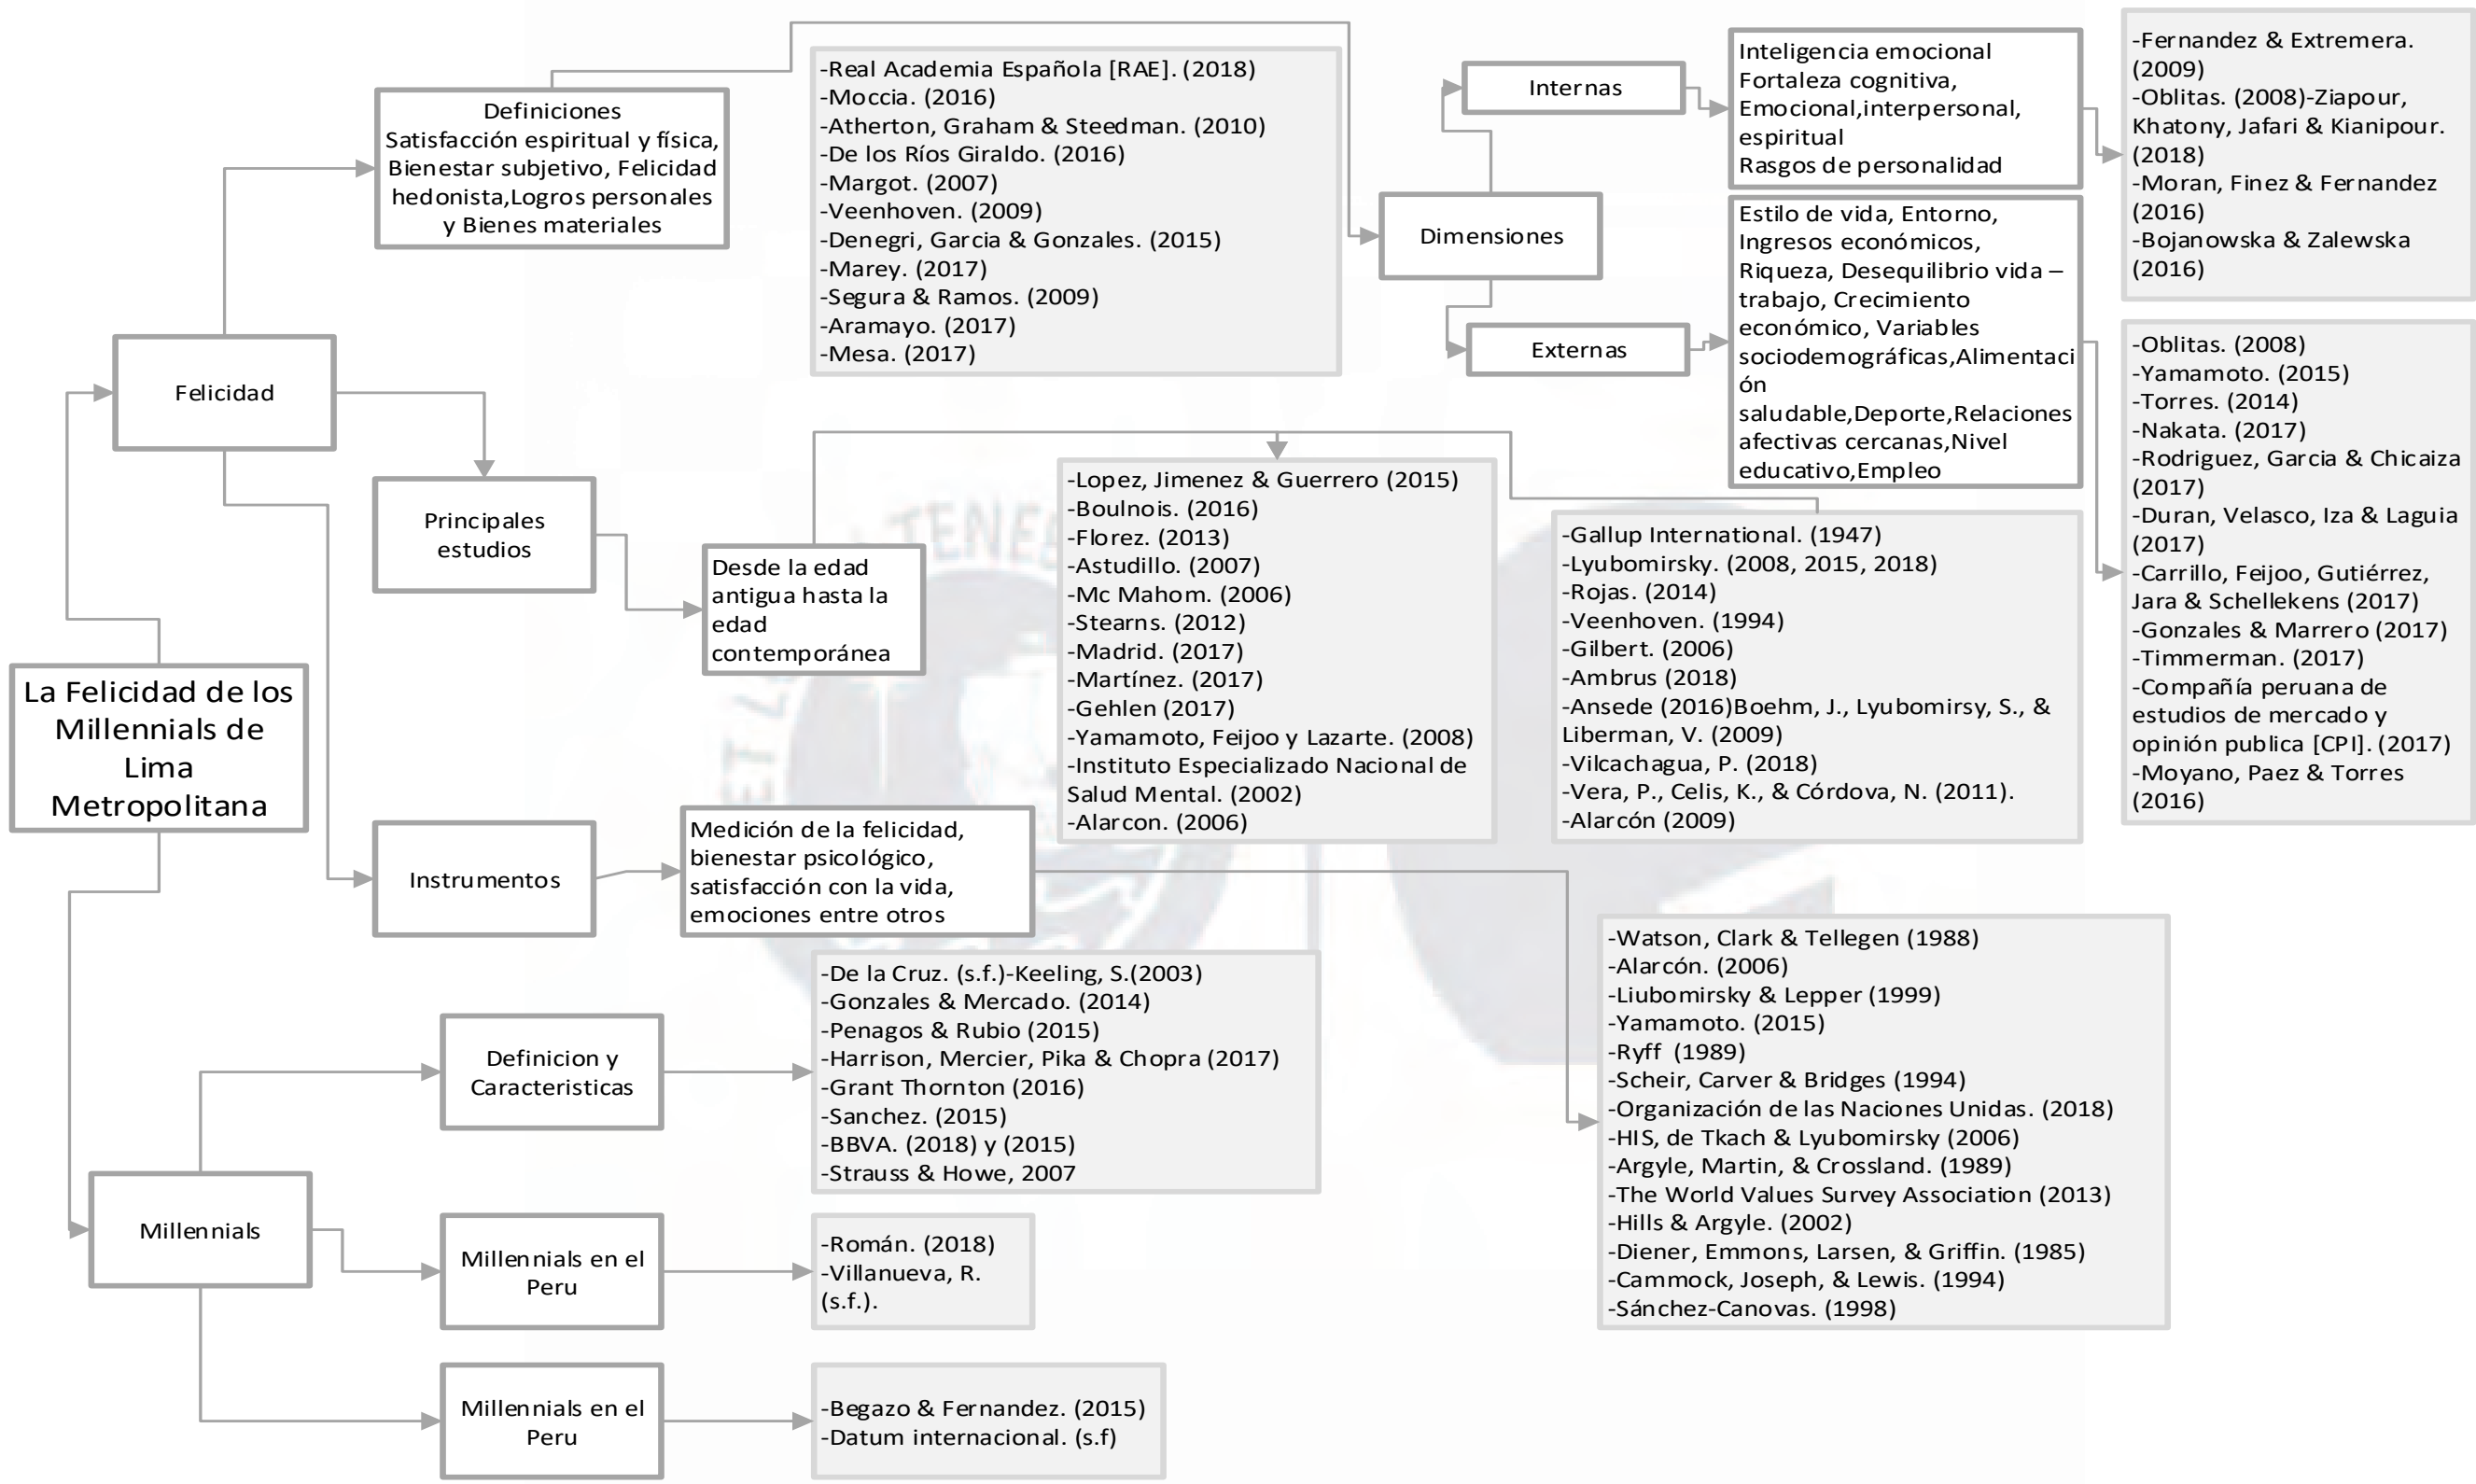 La Felicidad de los
Millennials de
Lima
Metropolitana
Felicidad
Definiciones
Satisfacción espiritual y física,
Bienestar subjetivo, Felicidad
hedonista,Logros personales
y Bienes materiales
-Real Academia Española [RAE]. (2018)
-Moccia. (2016)
-Atherton, Graham & Steedman. (2010)
-De los Ríos Giraldo. (2016)
-Margot. (2007)
-Veenhoven. (2009)
-Denegri, Garcia & Gonzales. (2015)
-Marey. (2017)
-Segura & Ramos. (2009)
-Aramayo. (2017)
-Mesa. (2017)
Dimensiones
Internas
Inteligencia emocional
Fortaleza cognitiva,
Emocional,interpersonal,
espiritual
Rasgos de personalidad
-Fernandez & Extremera.
(2009)
-Oblitas. (2008)-Ziapour,
Khatony, Jafari & Kianipour.
(2018)
-Moran, Finez & Fernandez
(2016)
-Bojanowska & Zalewska
(2016)
Externas
Estilo de vida, Entorno,
Ingresos económicos,
Riqueza, Desequilibrio vida –
trabajo, Crecimiento
económico, Variables
sociodemográficas,Alimentaci
ón
saludable,Deporte,Relaciones
afectivas cercanas,Nivel
educativo,Empleo
-Oblitas. (2008)
-Yamamoto. (2015)
-Torres. (2014)
-Nakata. (2017)
-Rodriguez, Garcia & Chicaiza
(2017)
-Duran, Velasco, Iza & Laguia
(2017)
-Carrillo, Feijoo, Gutiérrez,
Jara & Schellekens (2017)
-Gonzales & Marrero (2017)
-Timmerman. (2017)
-Compañía peruana de
estudios de mercado y
opinión publica [CPI]. (2017)
-Moyano, Paez & Torres
(2016)
Principales
estudios
Desde la edad
antigua hasta la
edad
contemporánea
-Lopez, Jimenez & Guerrero (2015)
-Boulnois. (2016)
-Florez. (2013)
-Astudillo. (2007)
-Mc Mahom. (2006)
-Stearns. (2012)
-Madrid. (2017)
-Martínez. (2017)
-Gehlen (2017)
-Yamamoto, Feijoo y Lazarte. (2008)
-Instituto Especializado Nacional de
Salud Mental. (2002)
-Alarcon. (2006)
-Gallup International. (1947)
-Lyubomirsky. (2008, 2015, 2018)
-Rojas. (2014)
-Veenhoven. (1994)
-Gilbert. (2006)
-Ambrus (2018)
-Ansede (2016)Boehm, J., Lyubomirsy, S., &
Liberman, V. (2009)
-Vilcachagua, P. (2018)
-Vera, P., Celis, K., & Córdova, N. (2011).
-Alarcón (2009)
Instrumentos
Medición de la felicidad,
bienestar psicológico,
satisfacción con la vida,
emociones entre otros
-Watson, Clark & Tellegen (1988)
-Alarcón. (2006)
-Liubomirsky & Lepper (1999)
-Yamamoto. (2015)
-Ryff (1989)
-Scheir, Carver & Bridges (1994)
-Organización de las Naciones Unidas. (2018)
-HIS, de Tkach & Lyubomirsky (2006)
-Argyle, Martin, & Crossland. (1989)
-The World Values Survey Association (2013)
-Hills & Argyle. (2002)
-Diener, Emmons, Larsen, & Griffin. (1985)
-Cammock, Joseph, & Lewis. (1994)
-Sánchez-Canovas. (1998)
Millennials
Definicion y
Caracteristicas
-De la Cruz. (s.f.)-Keeling, S.(2003)
-Gonzales & Mercado. (2014)
-Penagos & Rubio (2015)
-Harrison, Mercier, Pika & Chopra (2017)
-Grant Thornton (2016)
-Sanchez. (2015)
-BBVA. (2018) y (2015)
-Strauss & Howe, 2007
Millennials en el
Peru
-Román. (2018)
-Villanueva, R.
(s.f.).
Millennials en el
Peru
-Begazo & Fernandez. (2015)
-Datum internacional. (s.f)